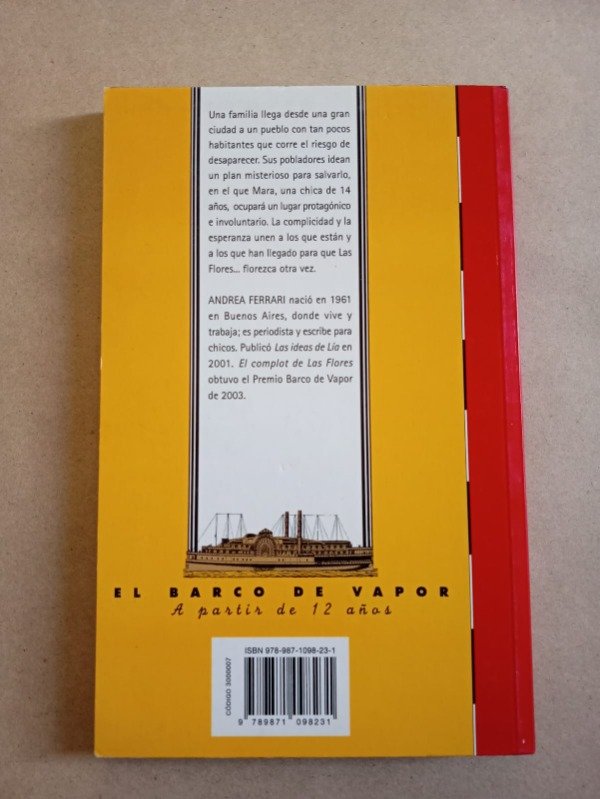 Una familia llega desde una gran
ciudad a un pueblo con tan pocos
habitantes que corre el riesgo de
desaparecer. Sus pobladores idean
un plan misterioso para salvarlo,
en el que Mara, una chica de 14
años, ocupará un lugar protagónico
e involuntario. La complicidad y la
esperanza unen a los que están y
a los que han llegado para que Las
Flores... florezca otra vez.
ANDREA FERRARI nació en 1961
en Buenos Aires, donde vive y
trabaja; es periodista y escribe para
chicos. Publicó Las ideas de Lía en
2001. El complot de Las Flores
obtuvo el Premio Barco de Vapor
de 2003.
EL BARCO DE VAPOR
A partir de 12 años
ISBN 978-987-1098-23-1
CÓDIGO 3060007
9 789871 098231